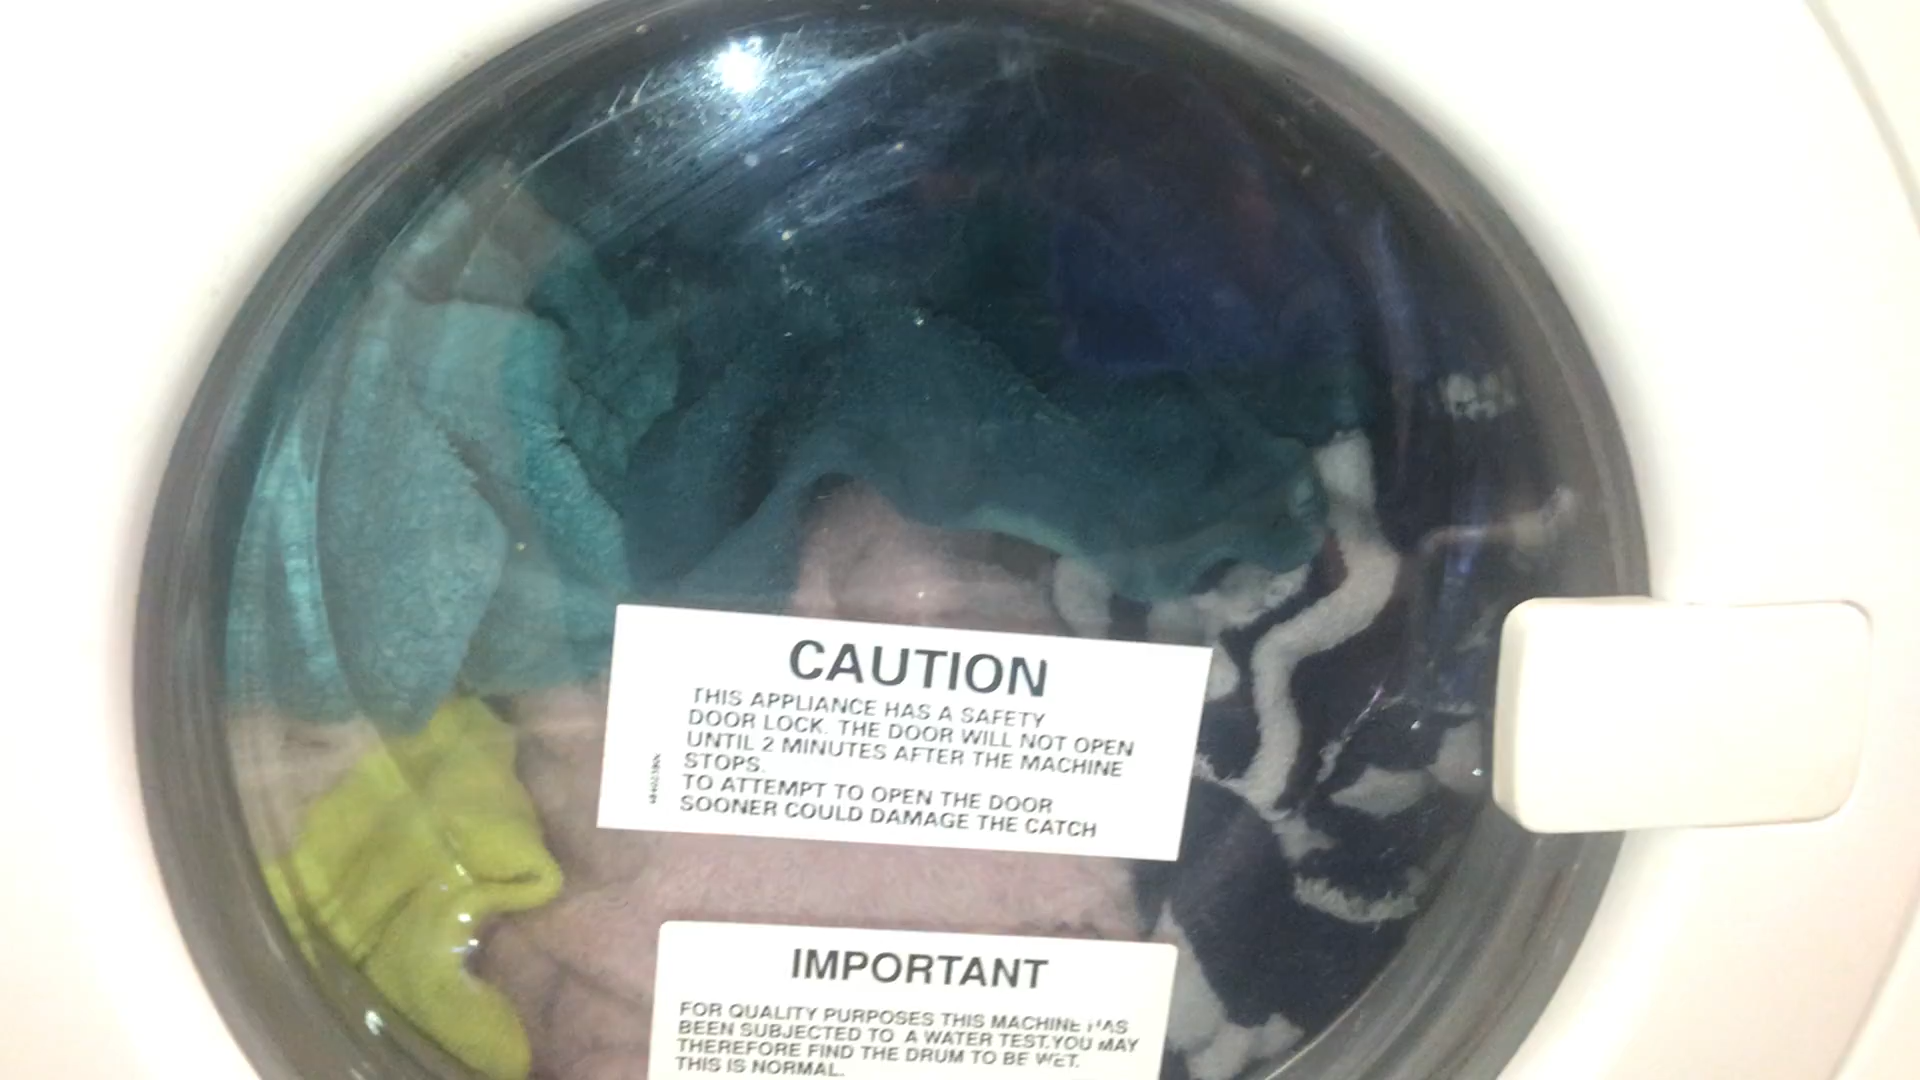 CAUTION
THIS APPLIANCE HAS A SAFETY
DOOR LOCK. THE DOOR WILL NOT OPEN
UNTIL 2 MINUTES AFTER THE MACHINE
STOPS.
TO ATTEMPT TO OPEN THE DOOR
SOONER COULD DAMAGE THE CATCH
IMPORTANT
FOR QUALITY PURPOSES THIS MACHINE HAS
BEEN SUBJECTED TO A WATER TEST.YOU MAY
THEREFORE FIND THE DRUM TO BE WET.
THIS IS NORMAL.